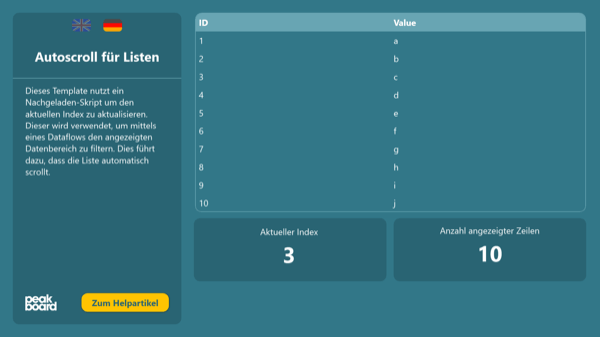 Autoscroll für Listen
Dieses Template nutzt ein
Nachgeladen-Skript um den
aktuellen Index zu aktualisieren.
Dieser wird verwendet, um mittels
eines Dataflows den angezeigten
Datenbereich zu filtern. Dies führt
dazu, dass die Liste automatisch
scrollt.
peak
board
Zum Helpartikel
ID Value
1 a
2 b
3 c
4 d
5 e
6 f
7 g
8 h
9 i
10 j
Aktueller Index
3
Anzahl angezeigter Zeilen
10